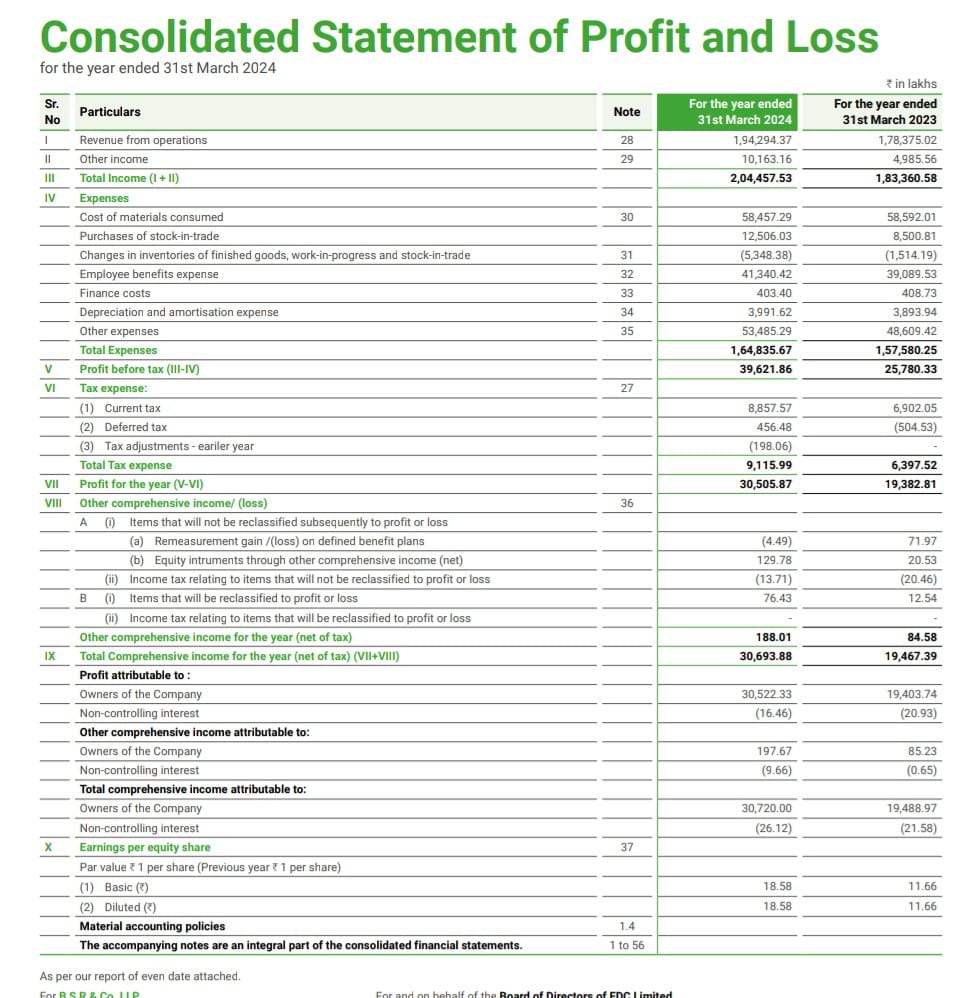 Consolidated Statement of Profit and Loss
for the year ended 31st March 2024
₹ in lakhs
Sr. No Particulars Note For the year ended 31st March 2024 For the year ended 31st March 2023
I Revenue from operations 28 1,94,294.37 1,78,375.02
II Other income 29 10,163.16 4,985.56
III Total Income (I + II) 2,04,457.53 1,83,360.58
IV Expenses
Cost of materials consumed 30 58,457.29 58,592.01
Purchases of stock-in-trade 12,506.03 8,500.81
Changes in inventories of finished goods, work-in-progress and stock-in-trade 31 (5,348.38) (1,514.19)
Employee benefits expense 32 41,340.42 39,089.53
Finance costs 33 403.40 408.73
Depreciation and amortisation expense 34 3,991.62 3,893.94
Other expenses 35 53,485.29 48,609.42
Total Expenses 1,64,835.67 1,57,580.25
V Profit before tax (III-IV) 39,621.86 25,780.33
VI Tax expense: 27
(1) Current tax 8,857.57 6,902.05
(2) Deferred tax 456.48 (504.53)
(3) Tax adjustments - eariler year (198.06) -
Total Tax expense 9,115.99 6,397.52
VII Profit for the year (V-VI) 30,505.87 19,382.81
VIII Other comprehensive income/ (loss) 36
A (i) Items that will not be reclassified subsequently to profit or loss
(a) Remeasurement gain /(loss) on defined benefit plans (4.49) 71.97
(b) Equity intruments through other comprehensive income (net) 129.78 20.53
(ii) Income tax relating to items that will not be reclassified to profit or loss (13.71) (20.46)
B (i) Items that will be reclassified to profit or loss 76.43 12.54
(ii) Income tax relating to items that will be reclassified to profit or loss - -
Other comprehensive income for the year (net of tax) 188.01 84.58
IX Total Comprehensive income for the year (net of tax) (VII+VIII) 30,693.88 19,467.39
Profit attributable to :
Owners of the Company 30,522.33 19,403.74
Non-controlling interest (16.46) (20.93)
Other comprehensive income attributable to:
Owners of the Company 197.67 85.23
Non-controlling interest (9.66) (0.65)
Total comprehensive income attributable to:
Owners of the Company 30,720.00 19,488.97
Non-controlling interest (26.12) (21.58)
X Earnings per equity share 37
Par value ₹ 1 per share (Previous year ₹ 1 per share)
(1) Basic (₹) 18.58 11.66
(2) Diluted (₹) 18.58 11.66
Material accounting policies 1.4
The accompanying notes are an integral part of the consolidated financial statements. 1 to 56
As per our report of even date attached.
For B S R & Co. LLP For and on behalf of the Board of Directors of FDC Limited